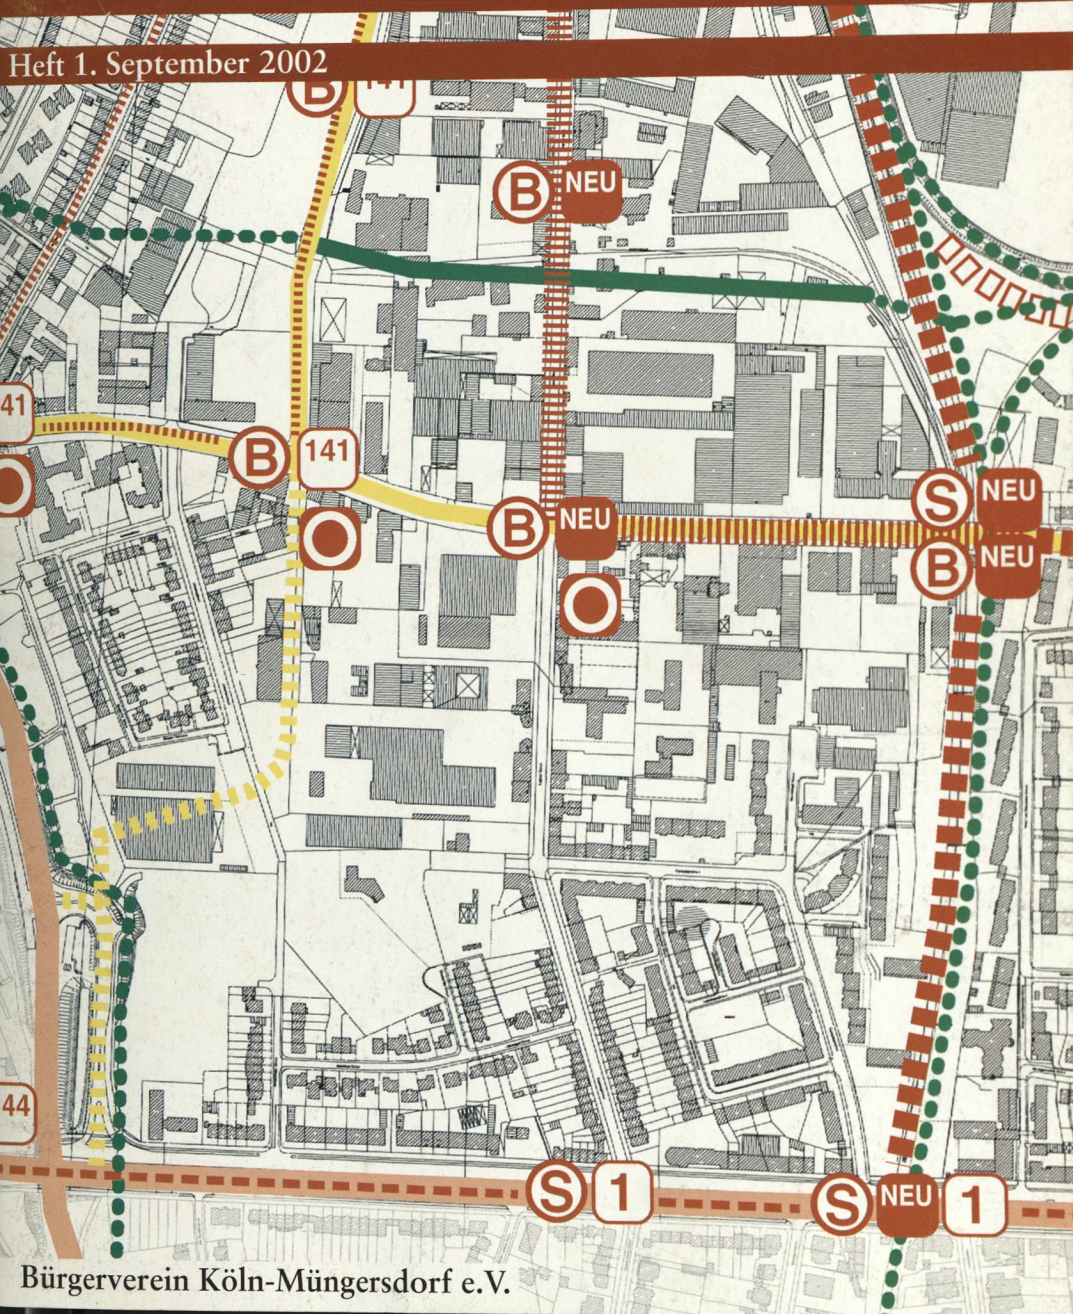 Heft 1. September 2002
B 141
B NEU
41
B 141
S NEU
B NEU
B NEU
44
S 1
S NEU 1
Bürgerverein Köln-Müngersdorf e.V.